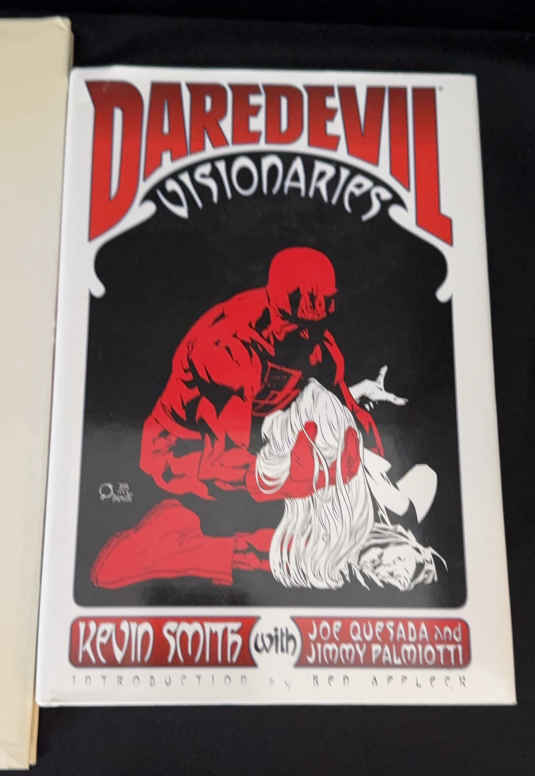 DAREDEVIL
VISIONARIES
KEVIN SMITH with JOE QUESADA and
JIMMY PALMIOTTI
INTRODUCTION by BEN AFFLECK